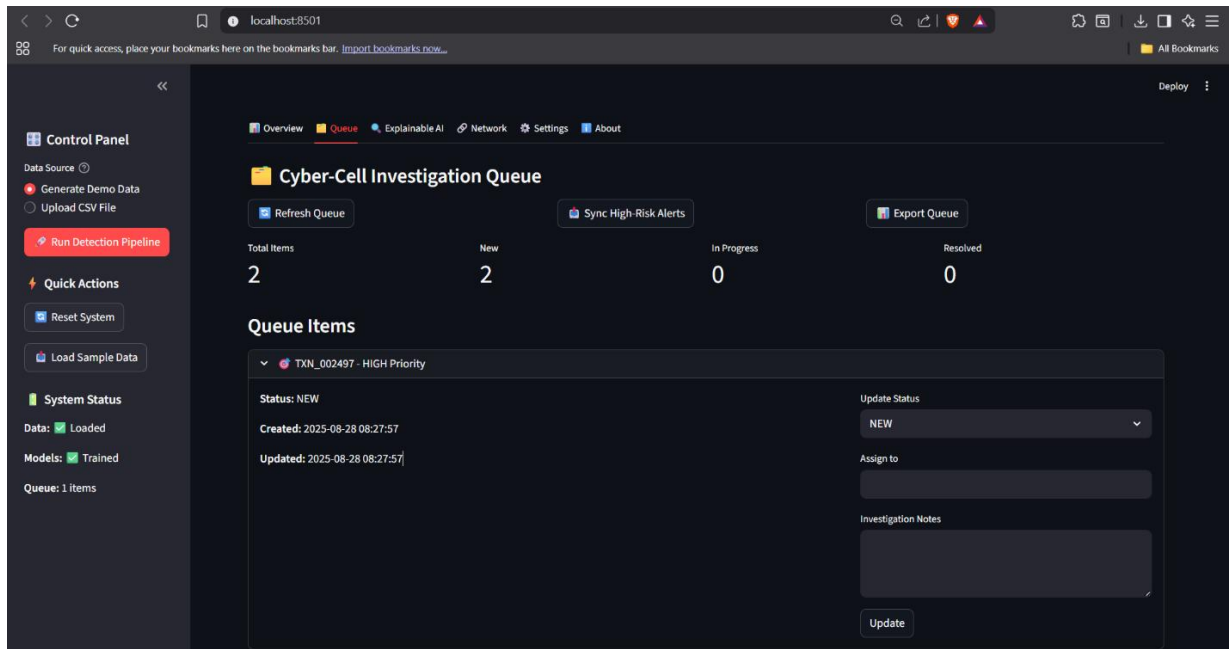 localhost:8501
For quick access, place your bookmarks here on the bookmarks bar. Import bookmarks now...
All Bookmarks
Deploy
Control Panel
Data Source
Generate Demo Data
Upload CSV File
Run Detection Pipeline
Quick Actions
Reset System
Load Sample Data
System Status
Data: Loaded
Models: Trained
Queue: 1 items
Overview Queue Explainable AI Network Settings About
Cyber-Cell Investigation Queue
Refresh Queue Sync High-Risk Alerts Export Queue
Total Items New In Progress Resolved
2 2 0 0
Queue Items
TXN_002497 - HIGH Priority
Status: NEW
Created: 2025-08-28 08:27:57
Updated: 2025-08-28 08:27:57
Update Status
NEW
Assign to
Investigation Notes
Update